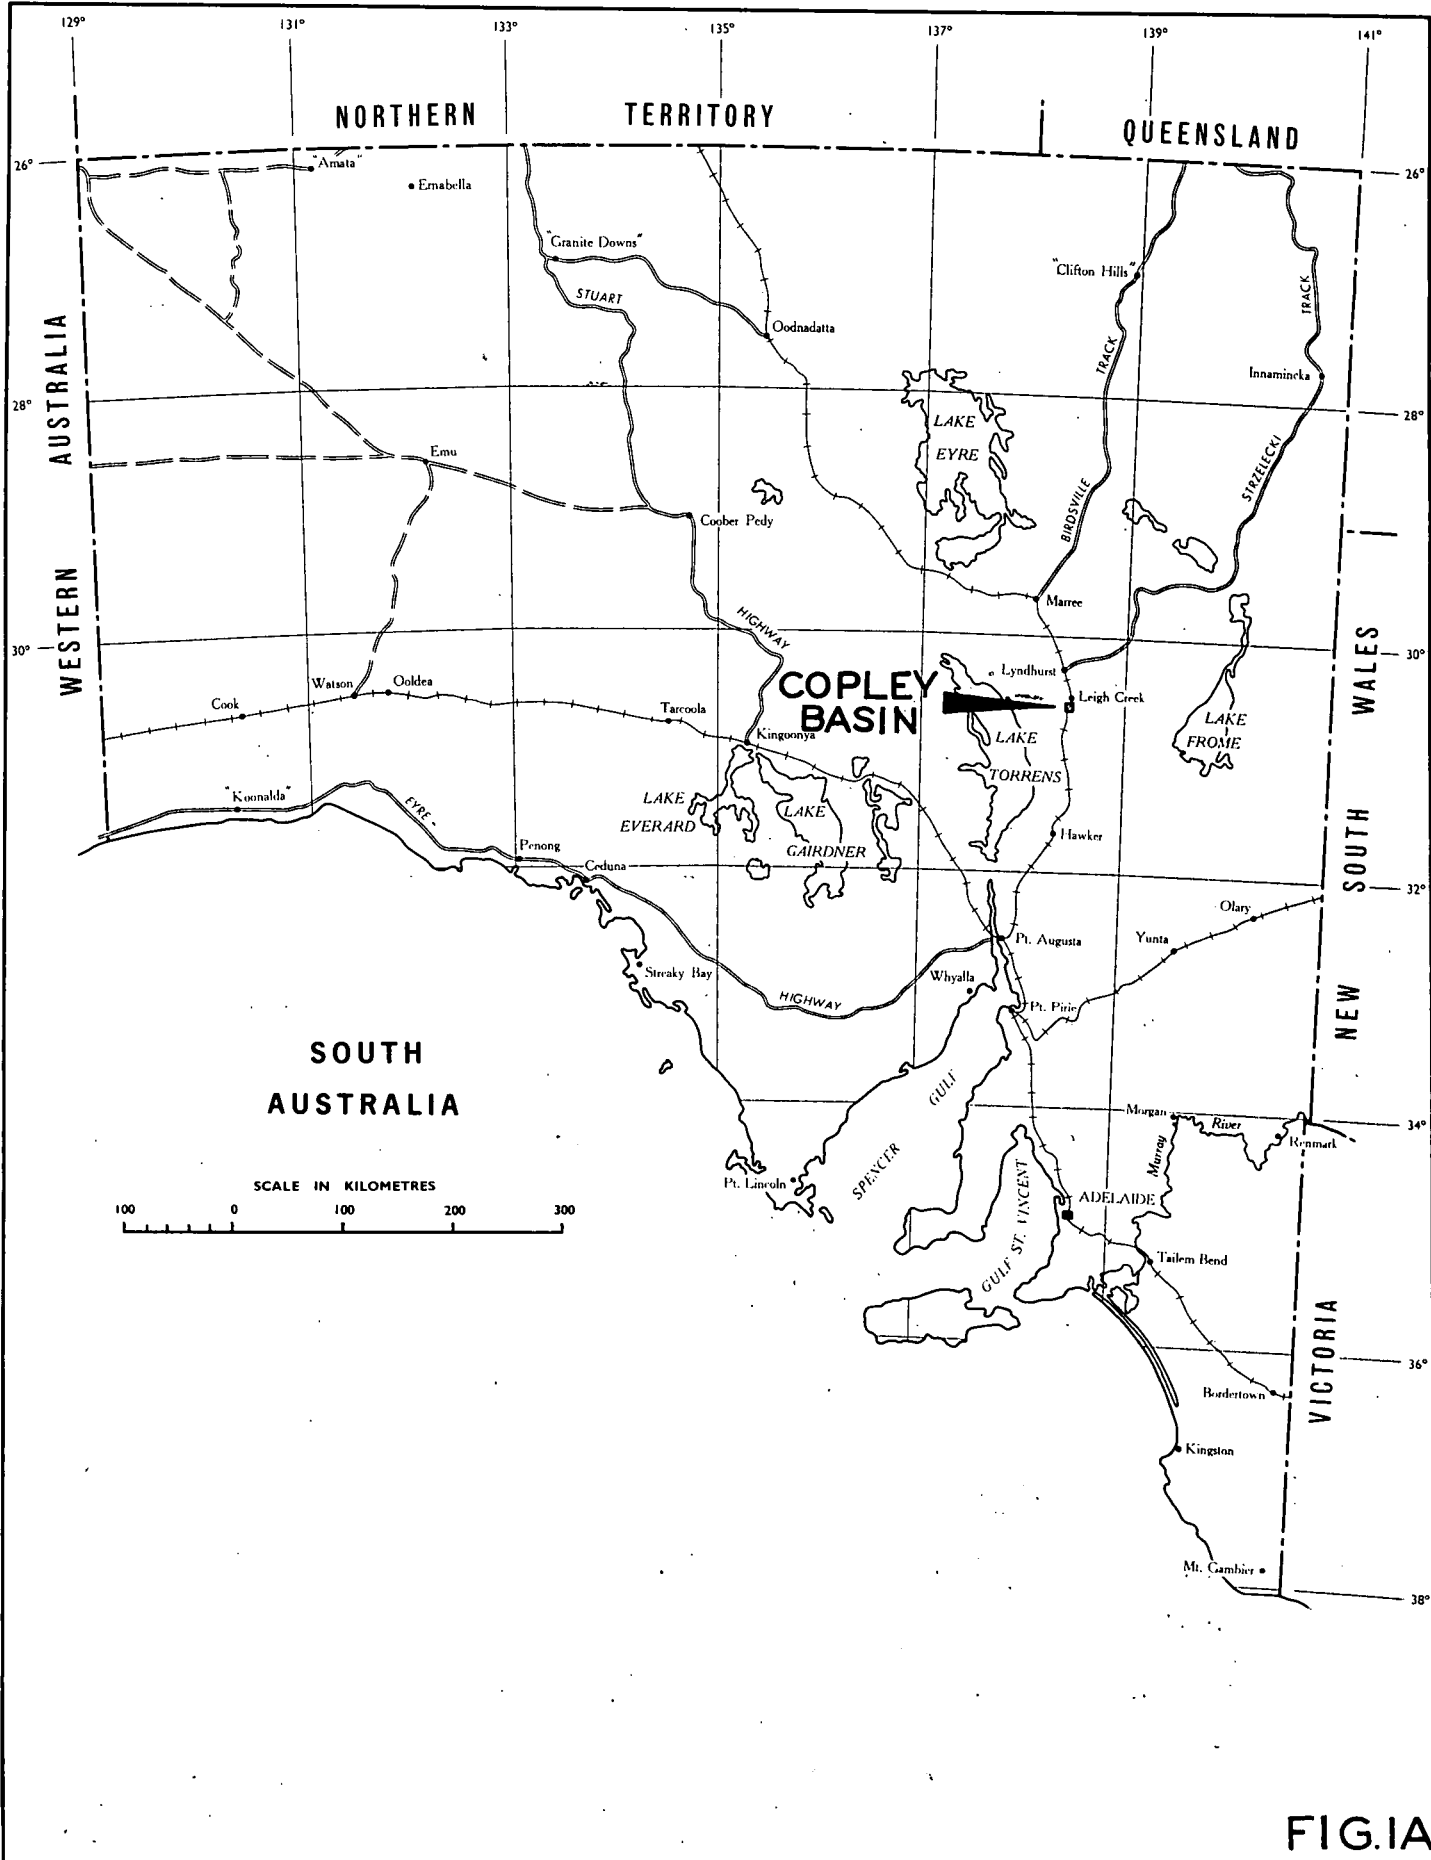 129° 131° 133° 135° 137° 139° 141°
NORTHERN TERRITORY QUEENSLAND
26° 26°
"Amata"
Ernabella
"Granite Downs"
"Clifton Hills"
STUART
TRACK
Oodnadatta
TRACK
Innamincka
28° 28°
LAKE
EYRE
WESTERN AUSTRALIA
Emu
STRZELECKI
BIRDSVILLE
Coober Pedy
Marree
HIGHWAY
30° 30°
Lyndhurst
COPLEY
BASIN
Leigh Creek
Watson
Ooldea
Cook
Tarcoola
Kingoonya
LAKE
TORRENS
LAKE
FROME
"Koonalda"
EYRE -
LAKE
EVERARD
LAKE
GAIRDNER
Hawker
NEW SOUTH WALES
Penong
Ceduna
32°
Olary
Yunta
Pt. Augusta
Streaky Bay
Whyalla
HIGHWAY
Pt. Pirie
SOUTH
AUSTRALIA
SPENCER GULF
Morgan
River
34°
Renmark
Murray
Pt. Lincoln
GULF ST. VINCENT
ADELAIDE
SCALE IN KILOMETRES
100 0 100 200 300
Tailem Bend
VICTORIA
36°
Bordertown
Kingston
Mt. Gambier
38°
FIG.1A